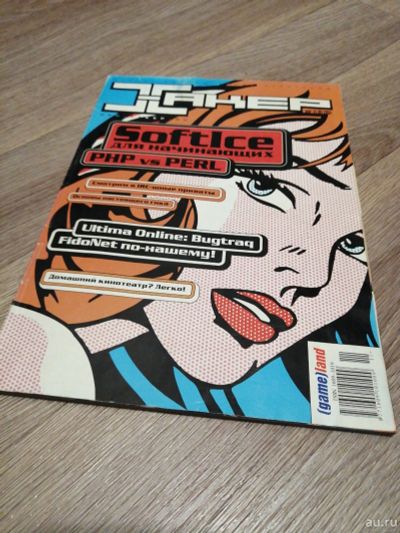 ХАКЕР
SoftIce
для начинающих
PHP vs PERL
Ultima Online: Bugtraq
FidoNet по-нашему!
Домашний кинотеатр? Легко!
(game)land
au.ru